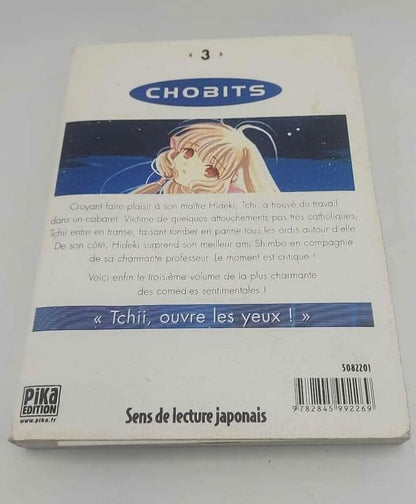 3
CHOBITS
Croyant faire plaisir à son maître Hideki, Tchii a trouvé du travail
dans un cabaret. Victime de quelques attouchements pas très catholiques,
Tchii entre en transe, faisant tomber en panne tous les ordis autour d'elle.
De son côté, Hideki surprend son meilleur ami Shimbo en compagnie
de sa charmante professeur. Le moment est critique !
Voici enfin le troisième volume de la plus charmante
des comédies sentimentales !
« Tchii, ouvre les yeux ! »
PiKa
EDITION
www.pika.fr
Sens de lecture japonais
5082201
9782845992269